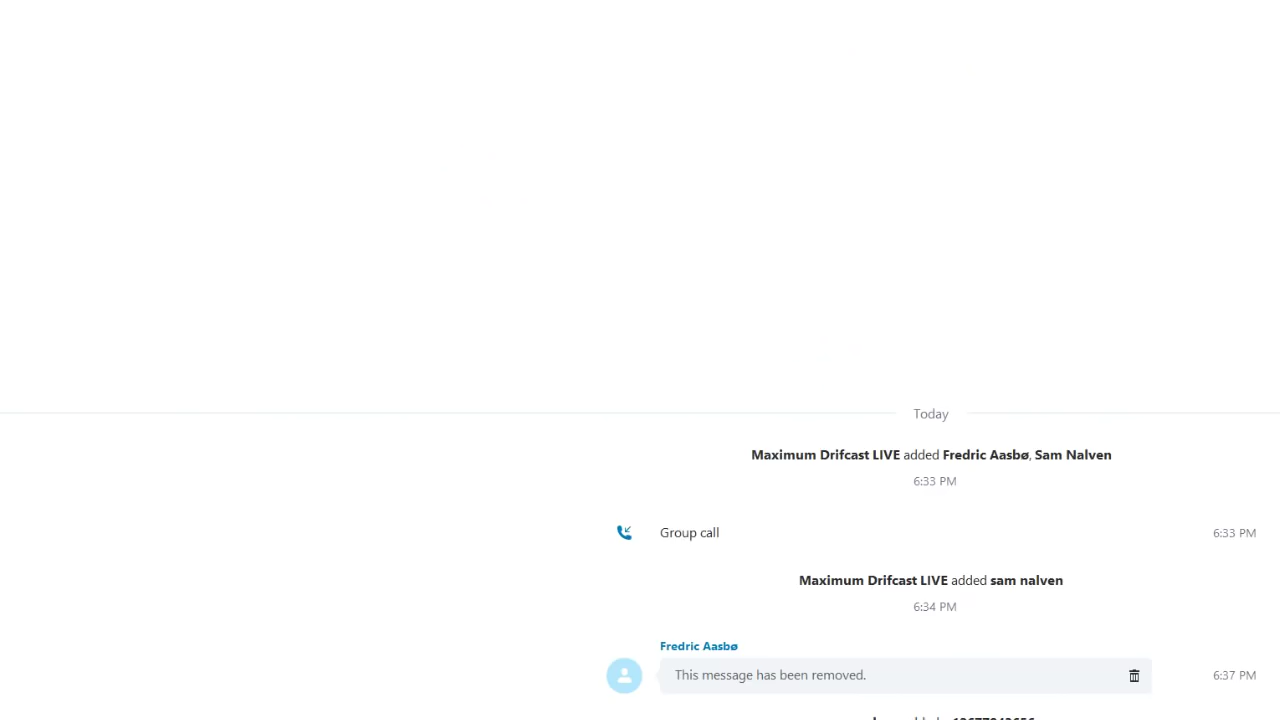 Today
Maximum Drifcast LIVE added Fredric Aasbø, Sam Nalven
6:33 PM
Group call 6:33 PM
Maximum Drifcast LIVE added sam nalven
6:34 PM
Fredric Aasbø
This message has been removed. 6:37 PM